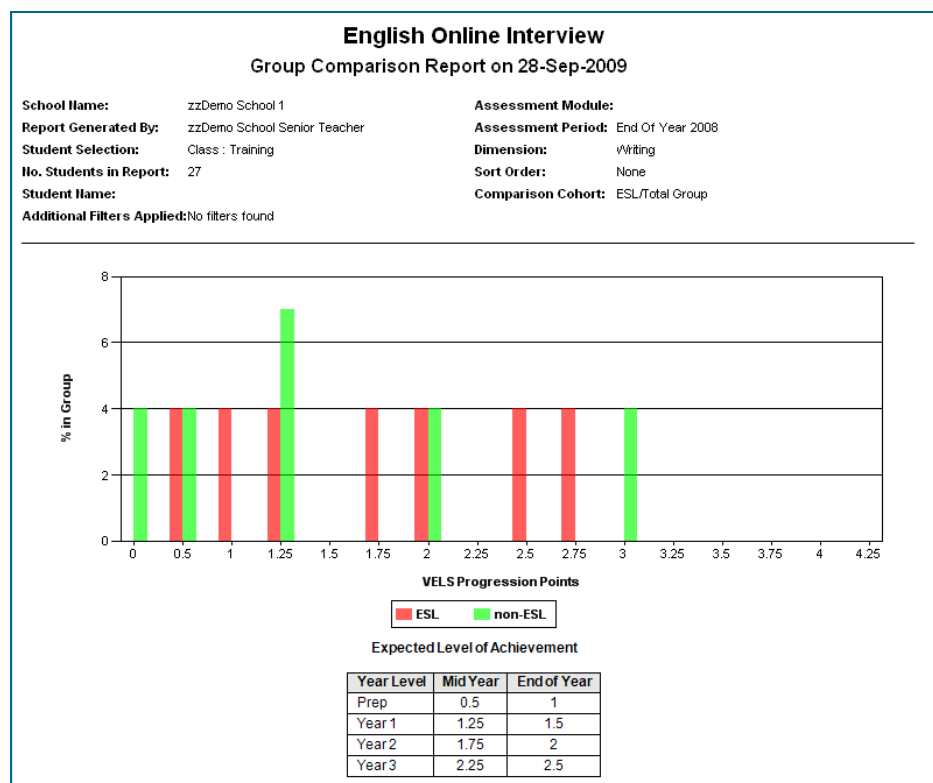 English Online Interview
Group Comparison Report on 28-Sep-2009
School Name: zzDemo School 1 Assessment Module:
Report Generated By: zzDemo School Senior Teacher Assessment Period: End Of Year 2008
Student Selection: Class : Training Dimension: Writing
No. Students in Report: 27 Sort Order: None
Student Name: Comparison Cohort: ESL/Total Group
Additional Filters Applied:No filters found
8
6
4
2
0
% in Group
0 0.5 1 1.25 1.5 1.75 2 2.25 2.5 2.75 3 3.25 3.5 3.75 4 4.25
VELS Progression Points
ESL non-ESL
Expected Level of Achievement
Year Level Mid Year End of Year
Prep 0.5 1
Year 1 1.25 1.5
Year 2 1.75 2
Year 3 2.25 2.5